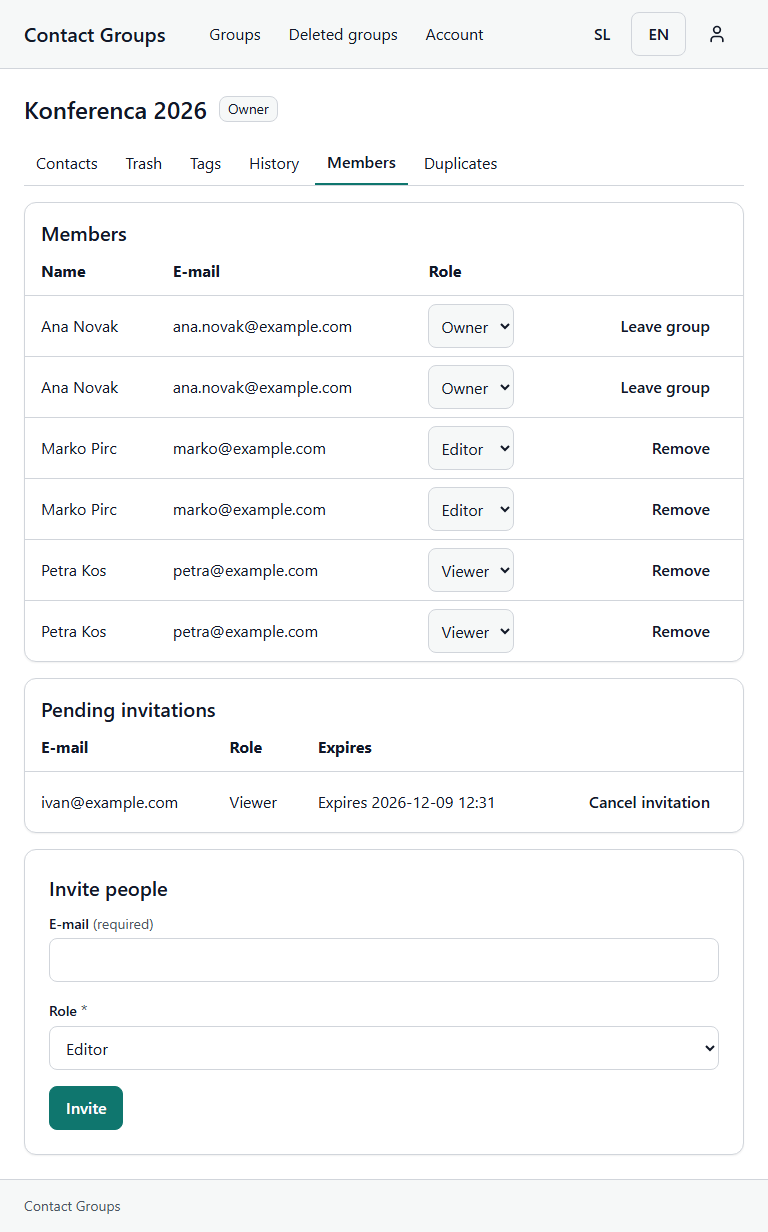 Contact Groups Groups Deleted groups Account SL EN
Konferenca 2026 Owner
Contacts Trash Tags History Members Duplicates
Members
Name E-mail Role
Ana Novak ana.novak@example.com Owner Leave group
Ana Novak ana.novak@example.com Owner Leave group
Marko Pirc marko@example.com Editor Remove
Marko Pirc marko@example.com Editor Remove
Petra Kos petra@example.com Viewer Remove
Petra Kos petra@example.com Viewer Remove
Pending invitations
E-mail Role Expires
ivan@example.com Viewer Expires 2026-12-09 12:31 Cancel invitation
Invite people
E-mail (required)
Role *
Editor
Invite
Contact Groups